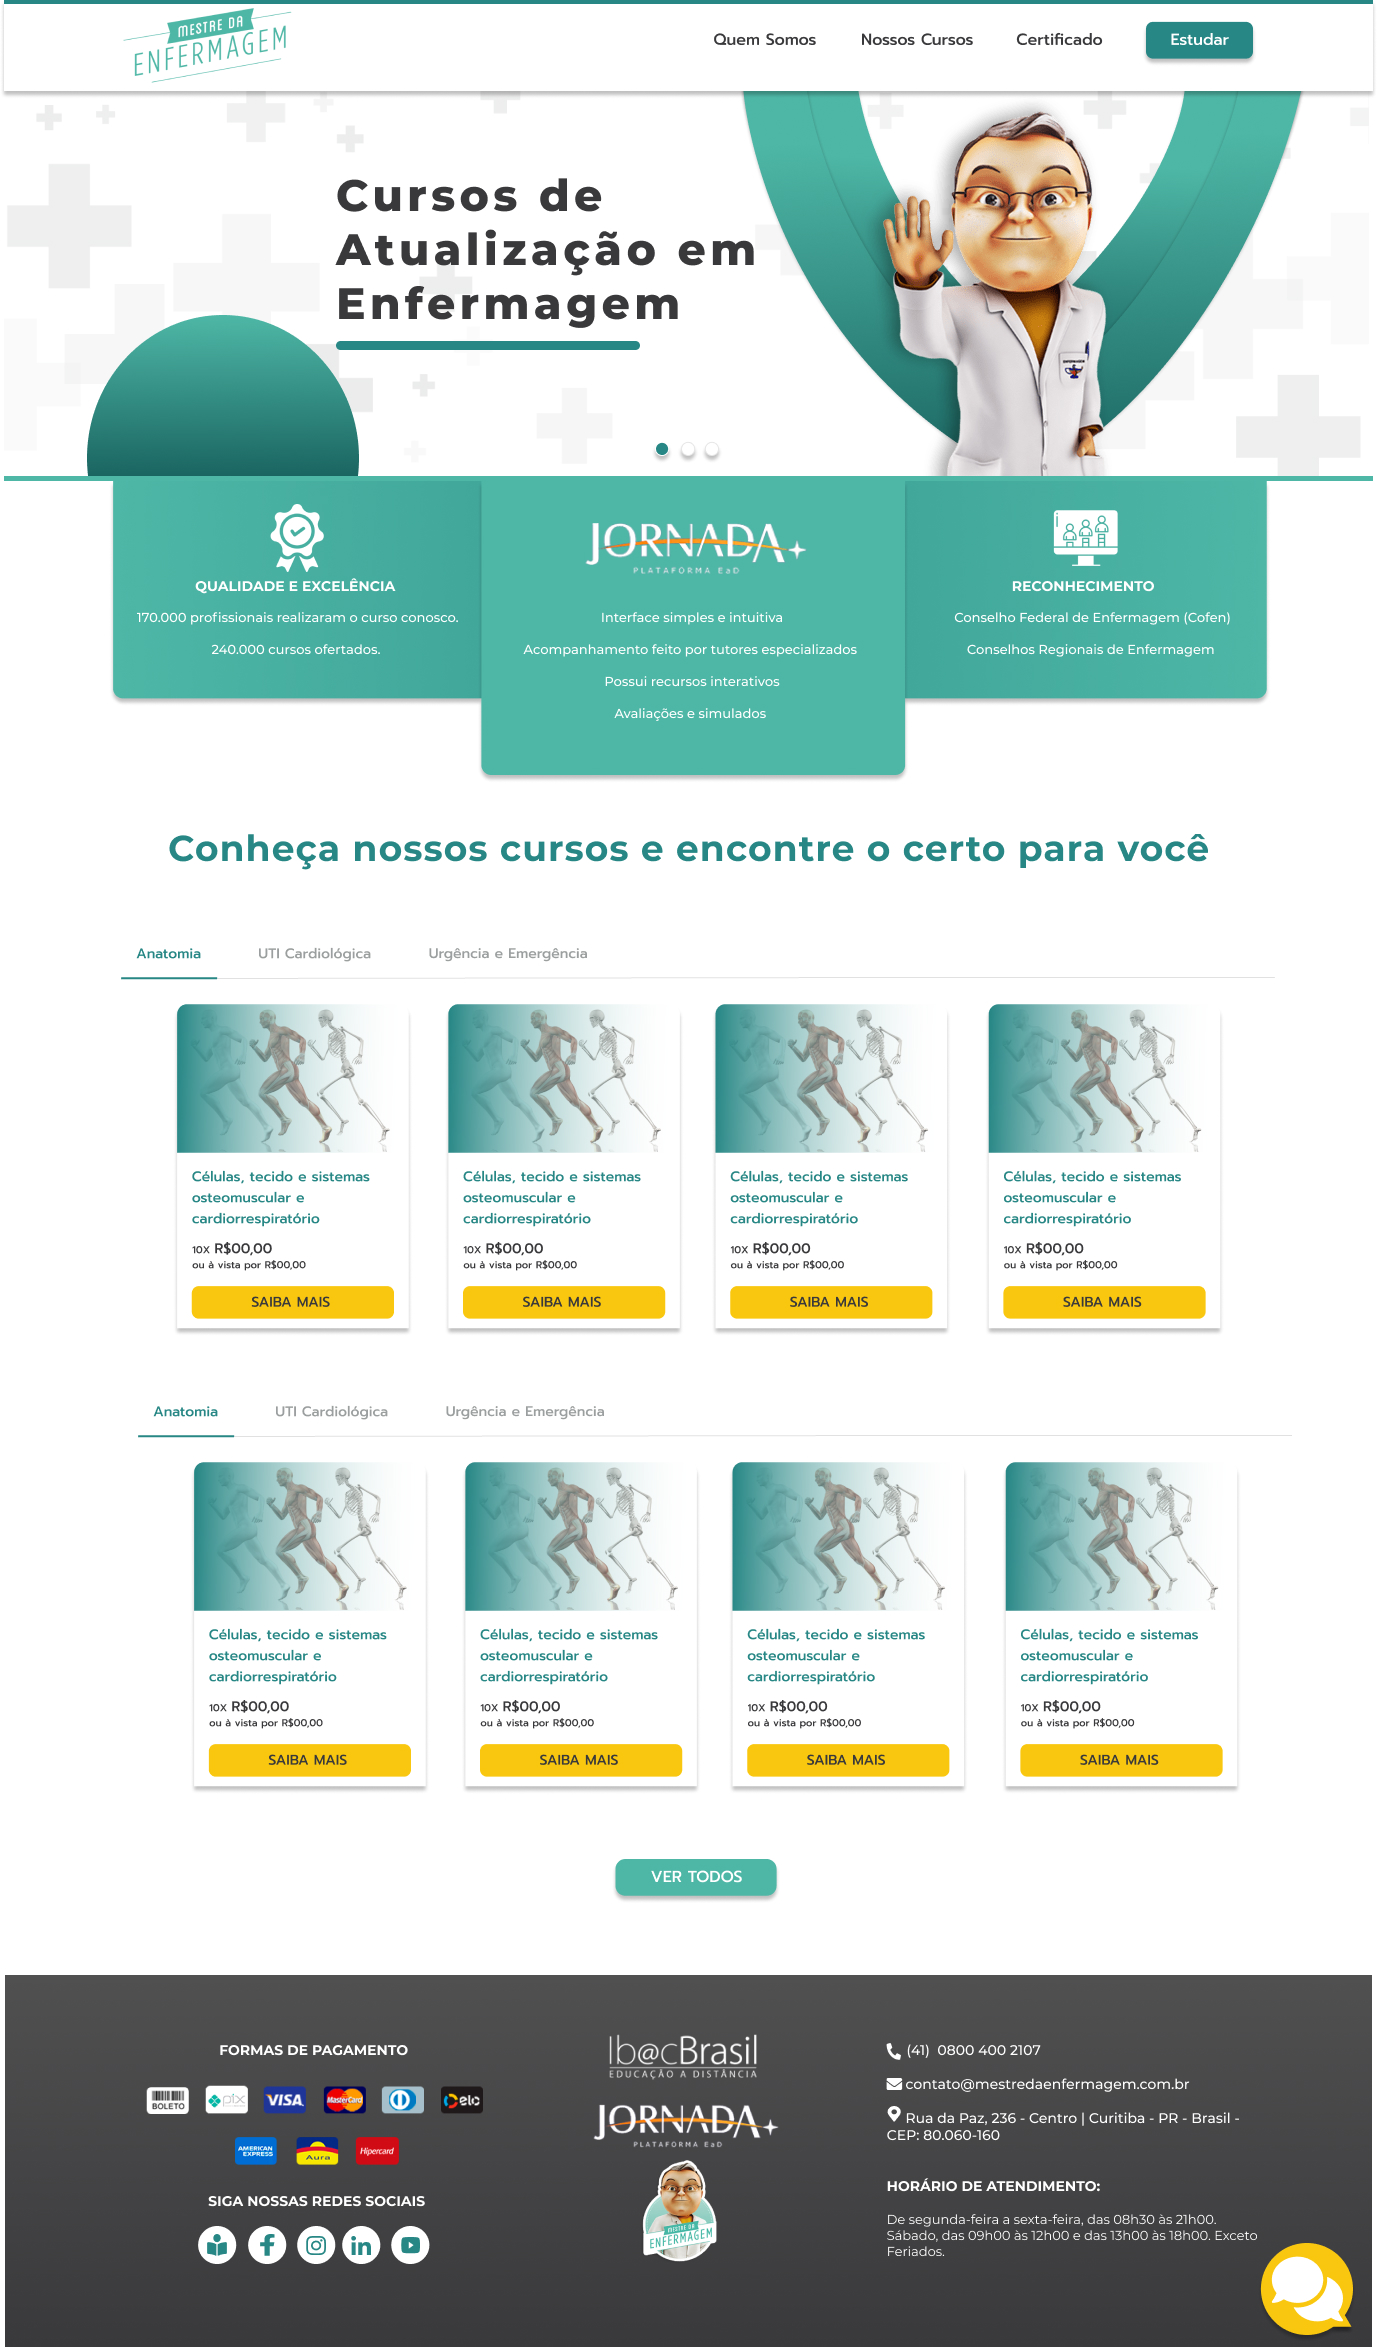 MESTRE DA
ENFERMAGEM
Quem Somos
Nossos Cursos
Certificado
Estudar
Cursos de
Atualização em
Enfermagem
ENFERMAGEM
QUALIDADE E EXCELÊNCIA
170.000 profissionais realizaram o curso conosco.
240.000 cursos ofertados.
JORNADA
PLATAFORMA EaD
Interface simples e intuitiva
Acompanhamento feito por tutores especializados
Possui recursos interativos
Avaliações e simulados
RECONHECIMENTO
Conselho Federal de Enfermagem (Cofen)
Conselhos Regionais de Enfermagem
Conheça nossos cursos e encontre o certo para você
Anatomia
UTI Cardiológica
Urgência e Emergência
Células, tecido e sistemas
osteomuscular e
cardiorrespiratório
10X R$00,00
ou à vista por R$00,00
SAIBA MAIS
Células, tecido e sistemas
osteomuscular e
cardiorrespiratório
10X R$00,00
ou à vista por R$00,00
SAIBA MAIS
Células, tecido e sistemas
osteomuscular e
cardiorrespiratório
10X R$00,00
ou à vista por R$00,00
SAIBA MAIS
Células, tecido e sistemas
osteomuscular e
cardiorrespiratório
10X R$00,00
ou à vista por R$00,00
SAIBA MAIS
Anatomia
UTI Cardiológica
Urgência e Emergência
Células, tecido e sistemas
osteomuscular e
cardiorrespiratório
10X R$00,00
ou à vista por R$00,00
SAIBA MAIS
Células, tecido e sistemas
osteomuscular e
cardiorrespiratório
10X R$00,00
ou à vista por R$00,00
SAIBA MAIS
Células, tecido e sistemas
osteomuscular e
cardiorrespiratório
10X R$00,00
ou à vista por R$00,00
SAIBA MAIS
Células, tecido e sistemas
osteomuscular e
cardiorrespiratório
10X R$00,00
ou à vista por R$00,00
SAIBA MAIS
VER TODOS
FORMAS DE PAGAMENTO
BOLETO
pix
VISA
MasterCard
elo
AMERICAN
EXPRESS
Aura
Hipercard
SIGA NOSSAS REDES SOCIAIS
Ib@cBrasil
EDUCAÇÃO A DISTÂNCIA
JORNADA
PLATAFORMA EaD
MESTRE DA
ENFERMAGEM
(41) 0800 400 2107
contato@mestredaenfermagem.com.br
Rua da Paz, 236 - Centro | Curitiba - PR - Brasil -
CEP: 80.060-160
HORÁRIO DE ATENDIMENTO:
De segunda-feira a sexta-feira, das 08h30 às 21h00.
Sábado, das 09h00 às 12h00 e das 13h00 às 18h00. Exceto
Feriados.